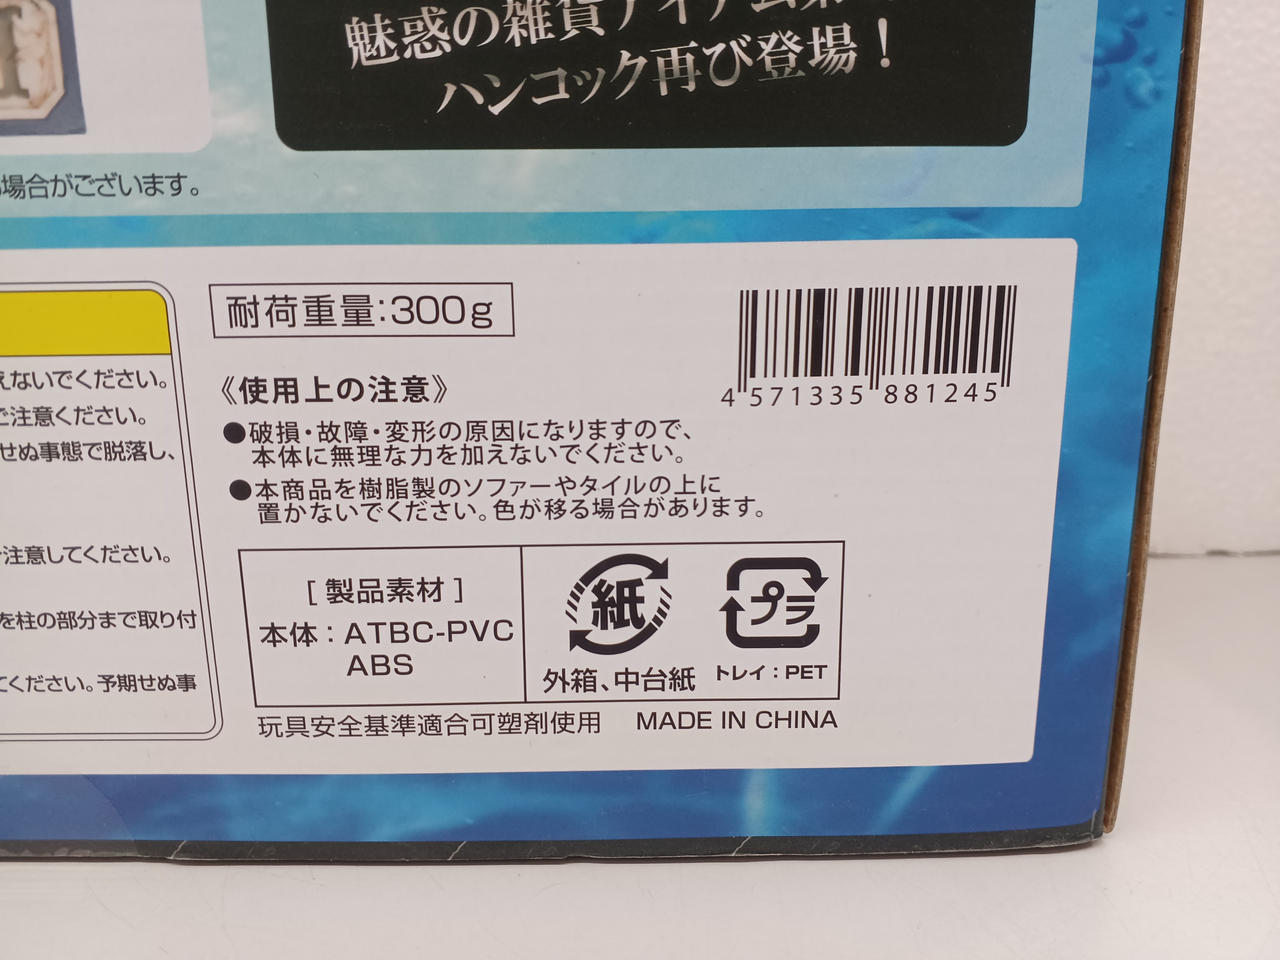 魅惑の雑貨アイテム第
ハンコック再び登場！
場合がございます。
耐荷重量:300g
4 571335 881245
えないでください。
ご注意ください。
せぬ事態で脱落し、
注意してください。
を柱の部分まで取り付
てください。予期せぬ事
《使用上の注意》
●破損・故障・変形の原因になりますので、
本体に無理な力を加えないでください。
●本商品を樹脂製のソファーやタイルの上に
置かないでください。色が移る場合があります。
[製品素材]
本体：ATBC-PVC
ABS
紙
外箱、中台紙
プラ
トレイ：PET
玩具安全基準適合可塑剤使用 MADE IN CHINA